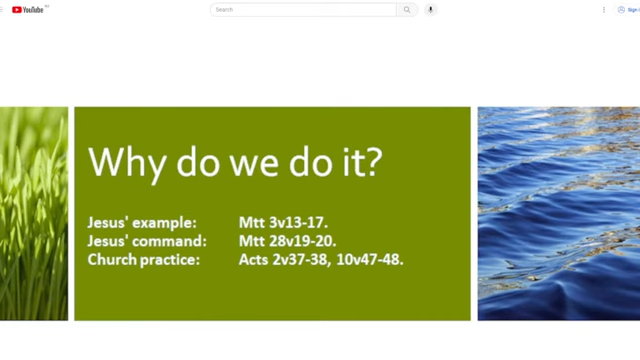 YouTube
Search
Sign i
Why do we do it?
Jesus' example: Mtt 3v13-17.
Jesus' command: Mtt 28v19-20.
Church practice: Acts 2v37-38, 10v47-48.